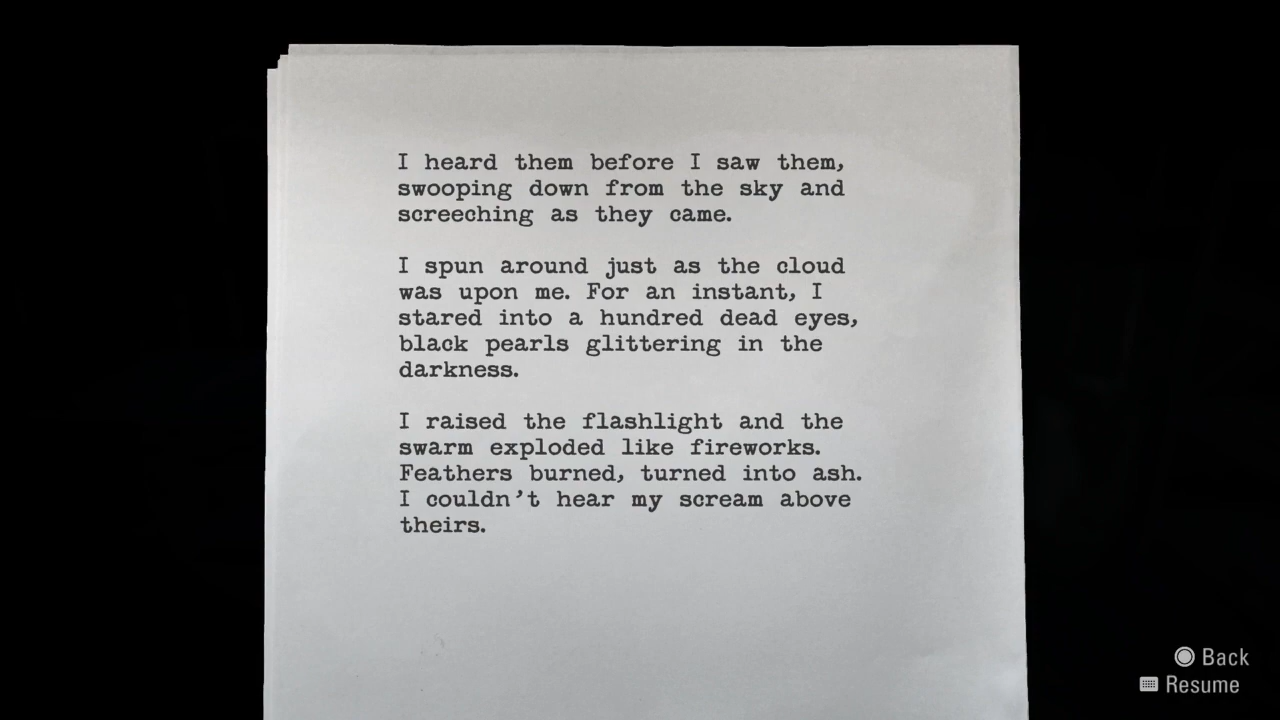 I heard them before I saw them,
swooping down from the sky and
screeching as they came.
I spun around just as the cloud
was upon me. For an instant, I
stared into a hundred dead eyes,
black pearls glittering in the
darkness.
I raised the flashlight and the
swarm exploded like fireworks.
Feathers burned, turned into ash.
I couldn't hear my scream above
theirs.
Back
Resume